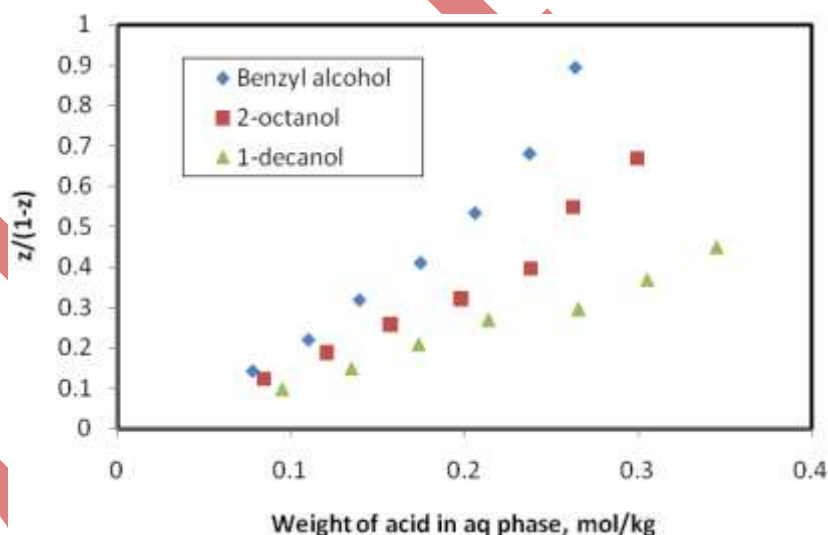 1
0.9
0.8
0.7
0.6
0.5
0.4
0.3
0.2
0.1
0
z/(1-z)
Benzyl alcohol
2-octanol
1-decanol
0 0.1 0.2 0.3 0.4
Weight of acid in aq phase, mol/kg